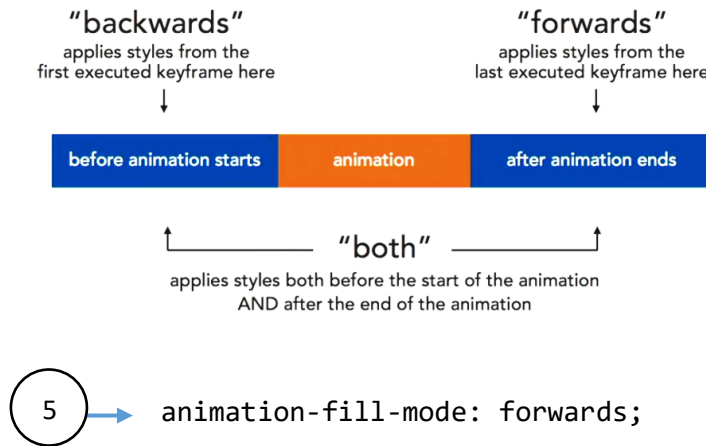 "backwards"
applies styles from the
first executed keyframe here
"forwards"
applies styles from the
last executed keyframe here
before animation starts
animation
after animation ends
"both"
applies styles both before the start of the animation
AND after the end of the animation
5
animation-fill-mode: forwards;